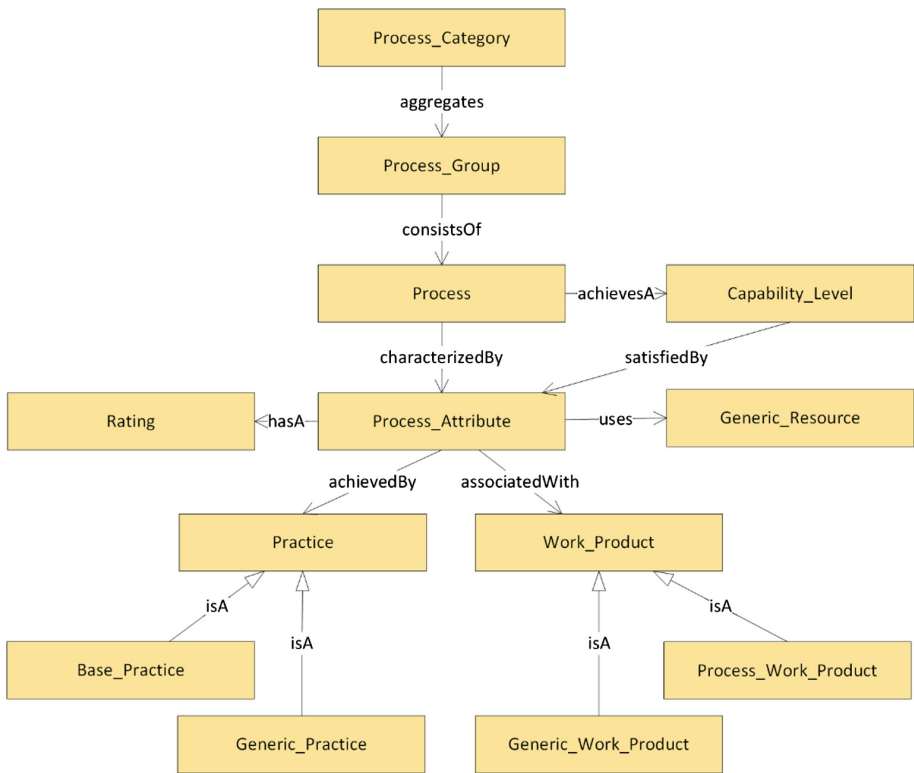 Process_Category
aggregates
Process_Group
consistsOf
Process
achievesA
Capability_Level
characterizedBy
satisfiedBy
Rating
hasA
Process_Attribute
uses
Generic_Resource
achievedBy
associatedWith
Practice
Work_Product
isA
isA
isA
isA
Base_Practice
Process_Work_Product
Generic_Practice
Generic_Work_Product